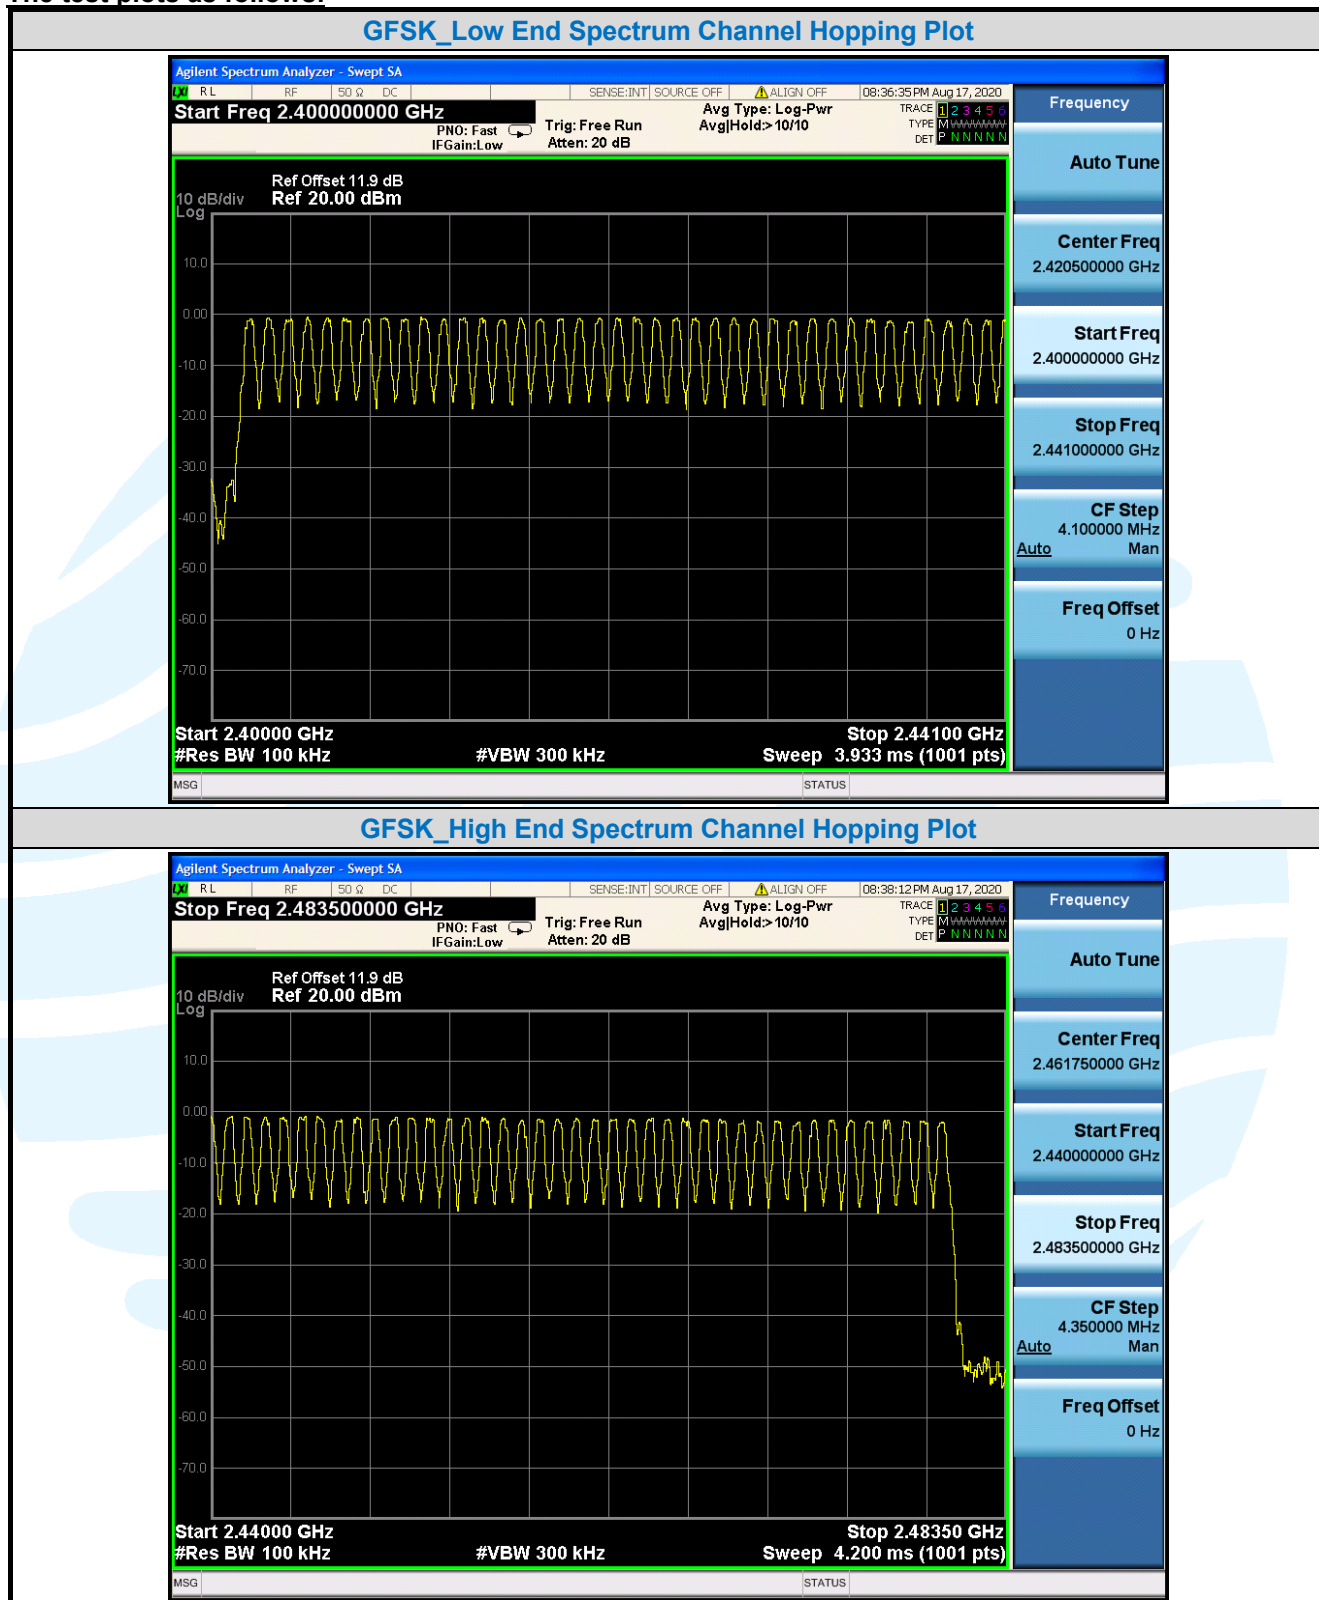 The test plots as follows:
GFSK_Low End Spectrum Channel Hopping Plot
Agilent Spectrum Analyzer - Swept SA
LXI RL RF 50 Ω DC SENSE:INT SOURCE OFF ALIGN OFF 08:36:35 PM Aug 17, 2020
Start Freq 2.400000000 GHz
PNO: Fast
IFGain:Low
Trig: Free Run
Atten: 20 dB
Avg Type: Log-Pwr
Avg|Hold:>10/10
TRACE 1 2 3 4 5 6
TYPE M WWWWW
DET P N N N N N
Ref Offset 11.9 dB
10 dB/div Ref 20.00 dBm
Log
10.0
0.00
-10.0
-20.0
-30.0
-40.0
-50.0
-60.0
-70.0
Start 2.40000 GHz Stop 2.44100 GHz
#Res BW 100 kHz #VBW 300 kHz Sweep 3.933 ms (1001 pts)
MSG STATUS
Frequency
Auto Tune
Center Freq
2.420500000 GHz
Start Freq
2.400000000 GHz
Stop Freq
2.441000000 GHz
CF Step
4.100000 MHz
Auto Man
Freq Offset
0 Hz
GFSK_High End Spectrum Channel Hopping Plot
Agilent Spectrum Analyzer - Swept SA
LXI RL RF 50 Ω DC SENSE:INT SOURCE OFF ALIGN OFF 08:38:12 PM Aug 17, 2020
Stop Freq 2.483500000 GHz
PNO: Fast
IFGain:Low
Trig: Free Run
Atten: 20 dB
Avg Type: Log-Pwr
Avg|Hold:>10/10
TRACE 1 2 3 4 5 6
TYPE M WWWWW
DET P N N N N N
Ref Offset 11.9 dB
10 dB/div Ref 20.00 dBm
Log
10.0
0.00
-10.0
-20.0
-30.0
-40.0
-50.0
-60.0
-70.0
Start 2.44000 GHz Stop 2.48350 GHz
#Res BW 100 kHz #VBW 300 kHz Sweep 4.200 ms (1001 pts)
MSG STATUS
Frequency
Auto Tune
Center Freq
2.461750000 GHz
Start Freq
2.440000000 GHz
Stop Freq
2.483500000 GHz
CF Step
4.350000 MHz
Auto Man
Freq Offset
0 Hz